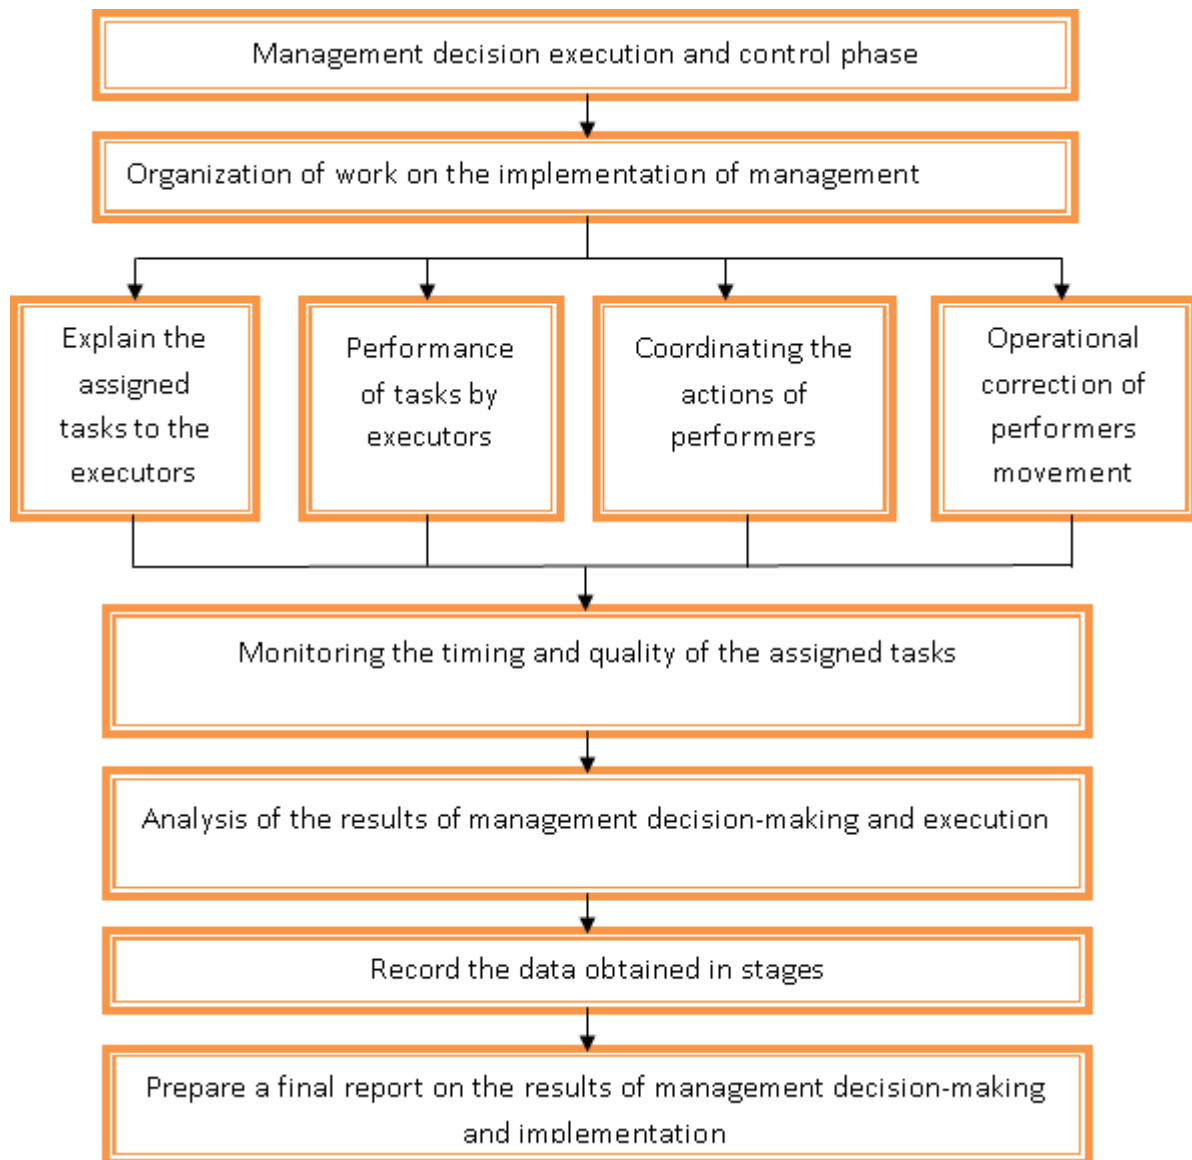 Management decision execution and control phase
Organization of work on the implementation of management
Explain the
assigned
tasks to the
executors
Performance
of tasks by
executors
Coordinating the
actions of
performers
Operational
correction of
performers
movement
Monitoring the timing and quality of the assigned tasks
Analysis of the results of management decision-making and execution
Record the data obtained in stages
Prepare a final report on the results of management decision-making
and implementation